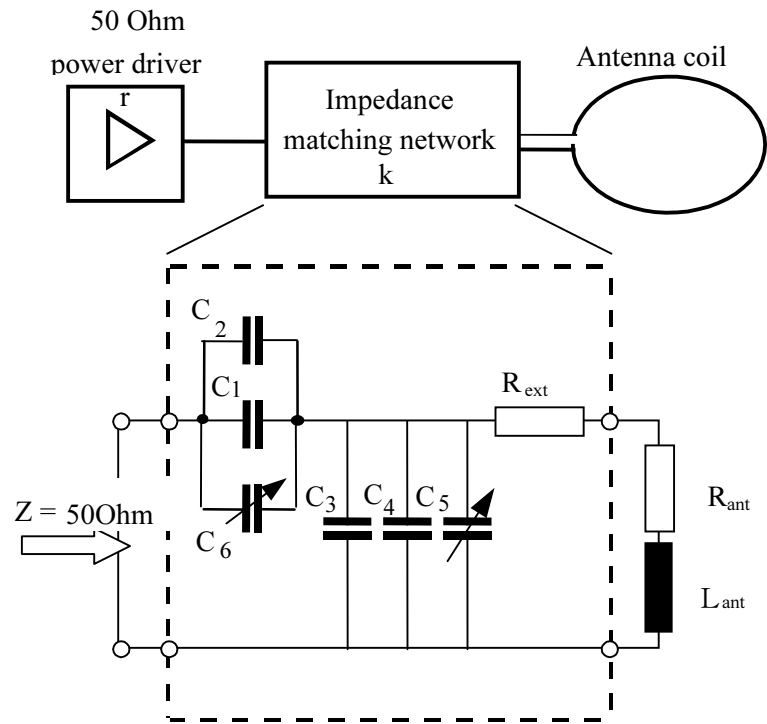 50 Ohm
power driver
r
Impedance
matching network
k
Antenna coil
C2
C1
C6
Rext
C3 C4 C5
Z = 50Ohm
Rant
Lant